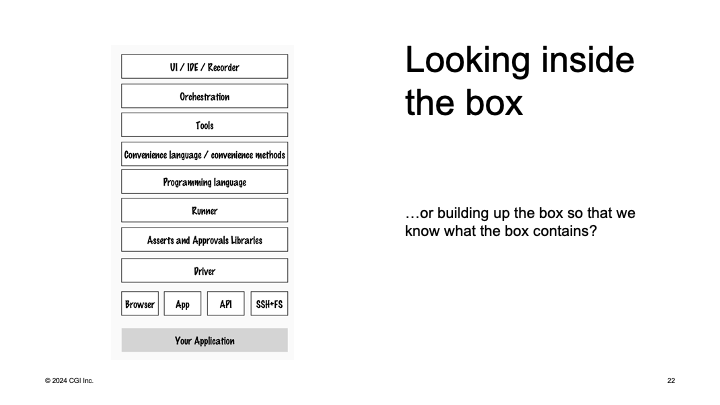 UI / IDE / Recorder
Orchestration
Tools
Convenience language / convenience methods
Programming language
Runner
Asserts and Approvals Libraries
Driver
Browser App API SSH+FS
Your Application
Looking inside
the box
…or building up the box so that we
know what the box contains?
© 2024 CGI Inc.
22